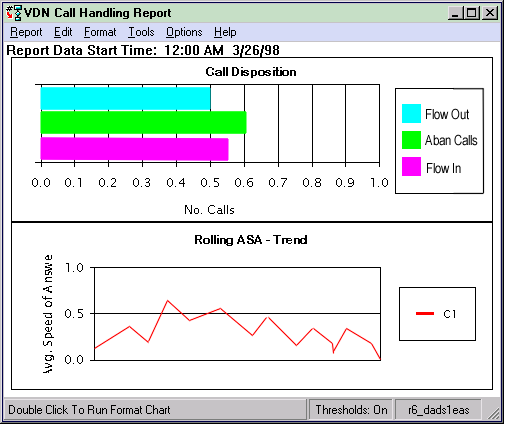 VDN Call Handling Report
Report Edit Format Tools Options Help
Report Data Start Time: 12:00 AM 3/26/98
Call Disposition
Flow Out
Aban Calls
Flow In
0.0 0.1 0.2 0.3 0.4 0.5 0.6 0.7 0.8 0.9 1.0
No. Calls
Rolling ASA - Trend
Avg. Speed of Answe
1.0
0.5
0.0
C1
Double Click To Run Format Chart
Thresholds: On
r6_dads1eas